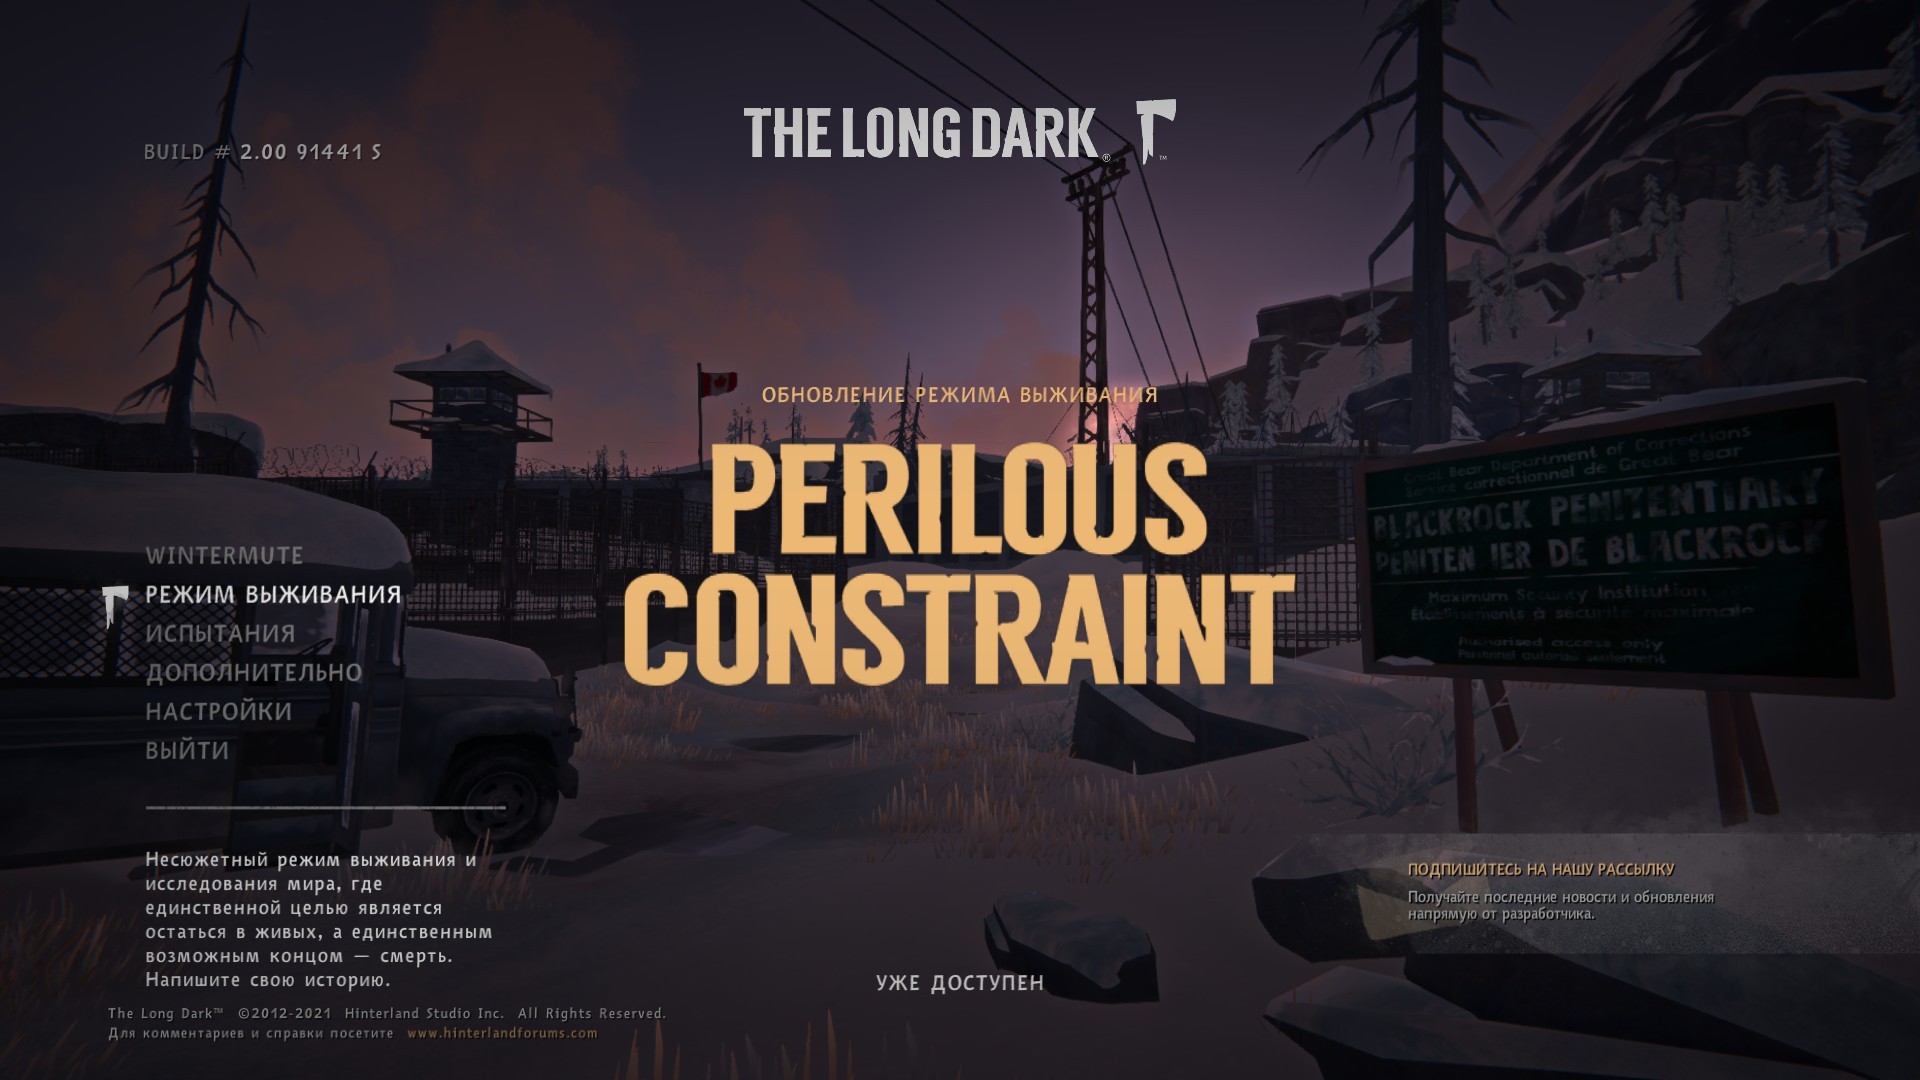 THE LONG DARK ® ™
BUILD # 2.00 91441 S
ОБНОВЛЕНИЕ РЕЖИМА ВЫЖИВАНИЯ
PERILOUS
CONSTRAINT
Great Bear Department of Corrections
Service correctionnel de Great Bear
BLACKROCK PENITENTIARY
PENITEN IER DE BLACKROCK
Maximum Security Institution
Établissements à sécurité maximale
Authorised access only
Personnel autorisé seulement
WINTERMUTE
РЕЖИМ ВЫЖИВАНИЯ
ИСПЫТАНИЯ
ДОПОЛНИТЕЛЬНО
НАСТРОЙКИ
ВЫЙТИ
Несюжетный режим выживания и
исследования мира, где
единственной целью является
остаться в живых, а единственным
возможным концом — смерть.
Напишите свою историю.
ПОДПИШИТЕСЬ НА НАШУ РАССЫЛКУ
Получайте последние новости и обновления
напрямую от разработчика.
УЖЕ ДОСТУПЕН
The Long Dark™ ©2012-2021 Hinterland Studio Inc. All Rights Reserved.
Для комментариев и справки посетите www.hinterlandforums.com